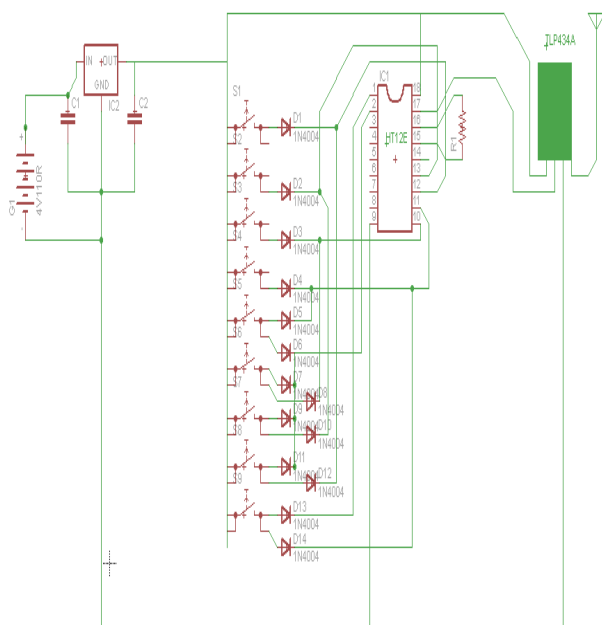 IN
+OUT
GND
IC2
C1
C2
+
-
G1
4V110R
S1
S2
S3
S4
S5
S6
S7
S8
S9
D1
1N4004
D2
1N4004
D3
1N4004
D4
1N4004
D5
1N4004
D6
1N4004
D7
1N4004
D8
1N4004
D9
1N4004
D10
1N4004
D11
1N4004
D12
1N4004
D13
1N4004
D14
1N4004
IC1
HT12E
1
2
3
4
5
6
7
8
9
18
17
16
15
14
13
12
11
10
R1
TLP434A